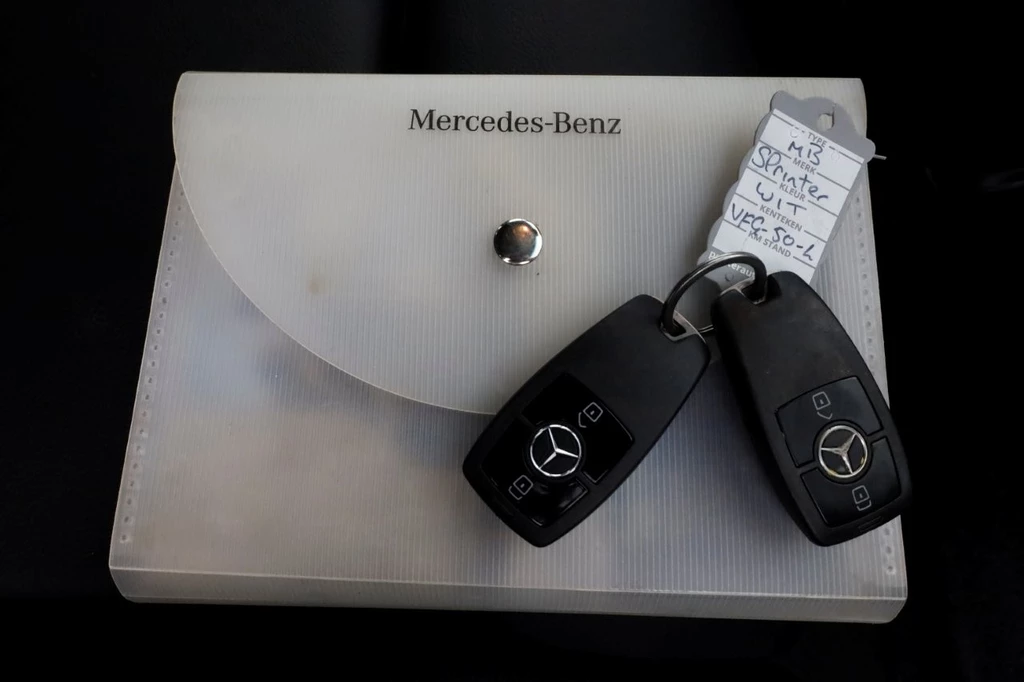 Mercedes-Benz
TYPE
MB
MERK
Sprinter
KLEUR
WIT
KENTEKEN
VFG-50-L
KM STAND